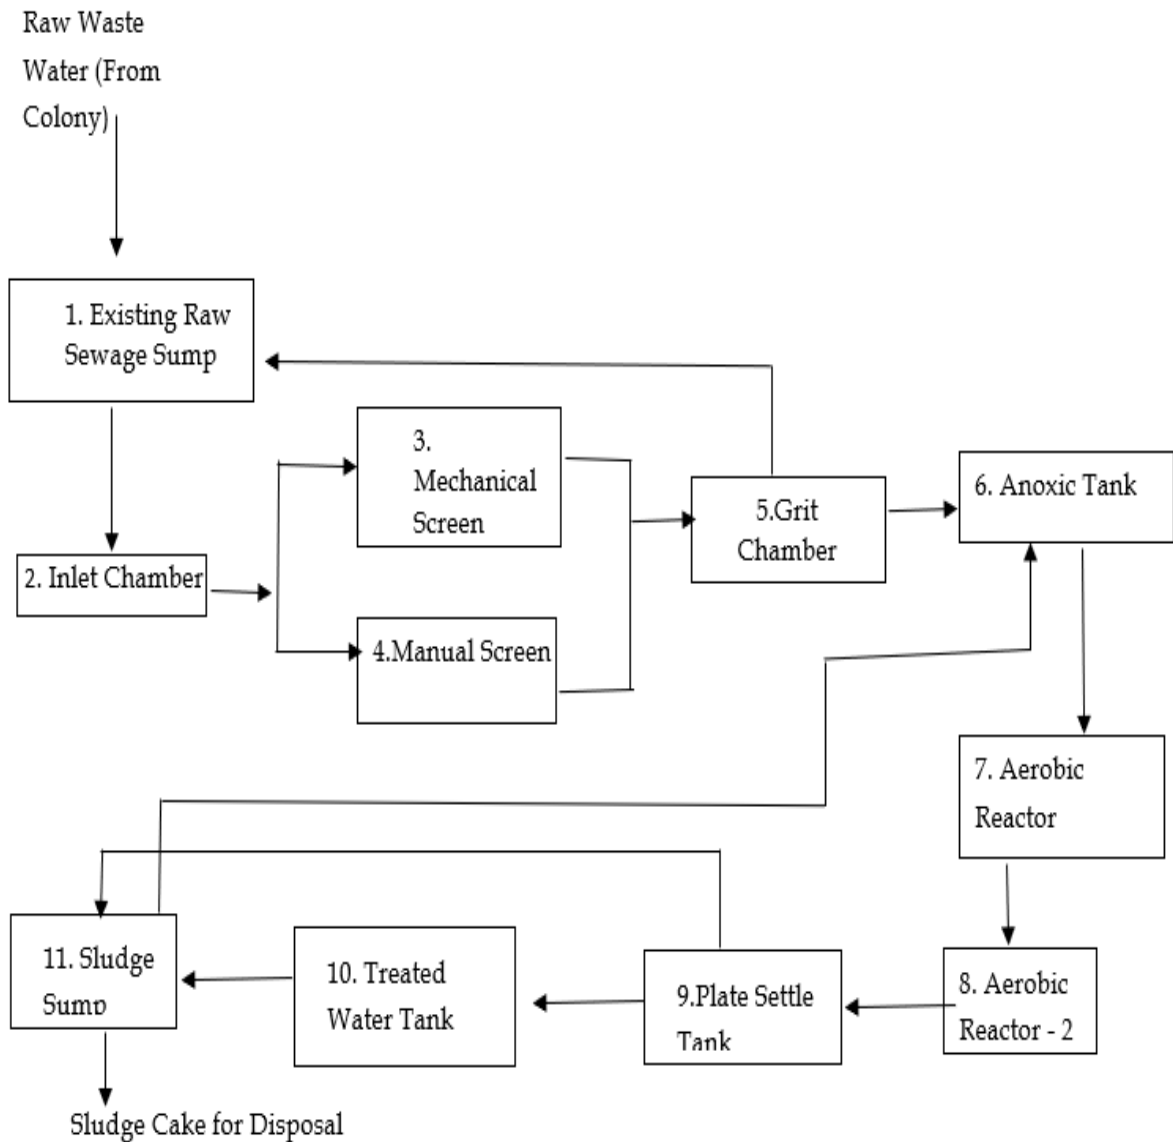 Raw Waste
Water (From
Colony)
1. Existing Raw
Sewage Sump
3.
Mechanical
Screen
6. Anoxic Tank
5.Grit
Chamber
2. Inlet Chamber
4.Manual Screen
7. Aerobic
Reactor
11. Sludge
Sump
10. Treated
Water Tank
9.Plate Settle
Tank
8. Aerobic
Reactor - 2
Sludge Cake for Disposal